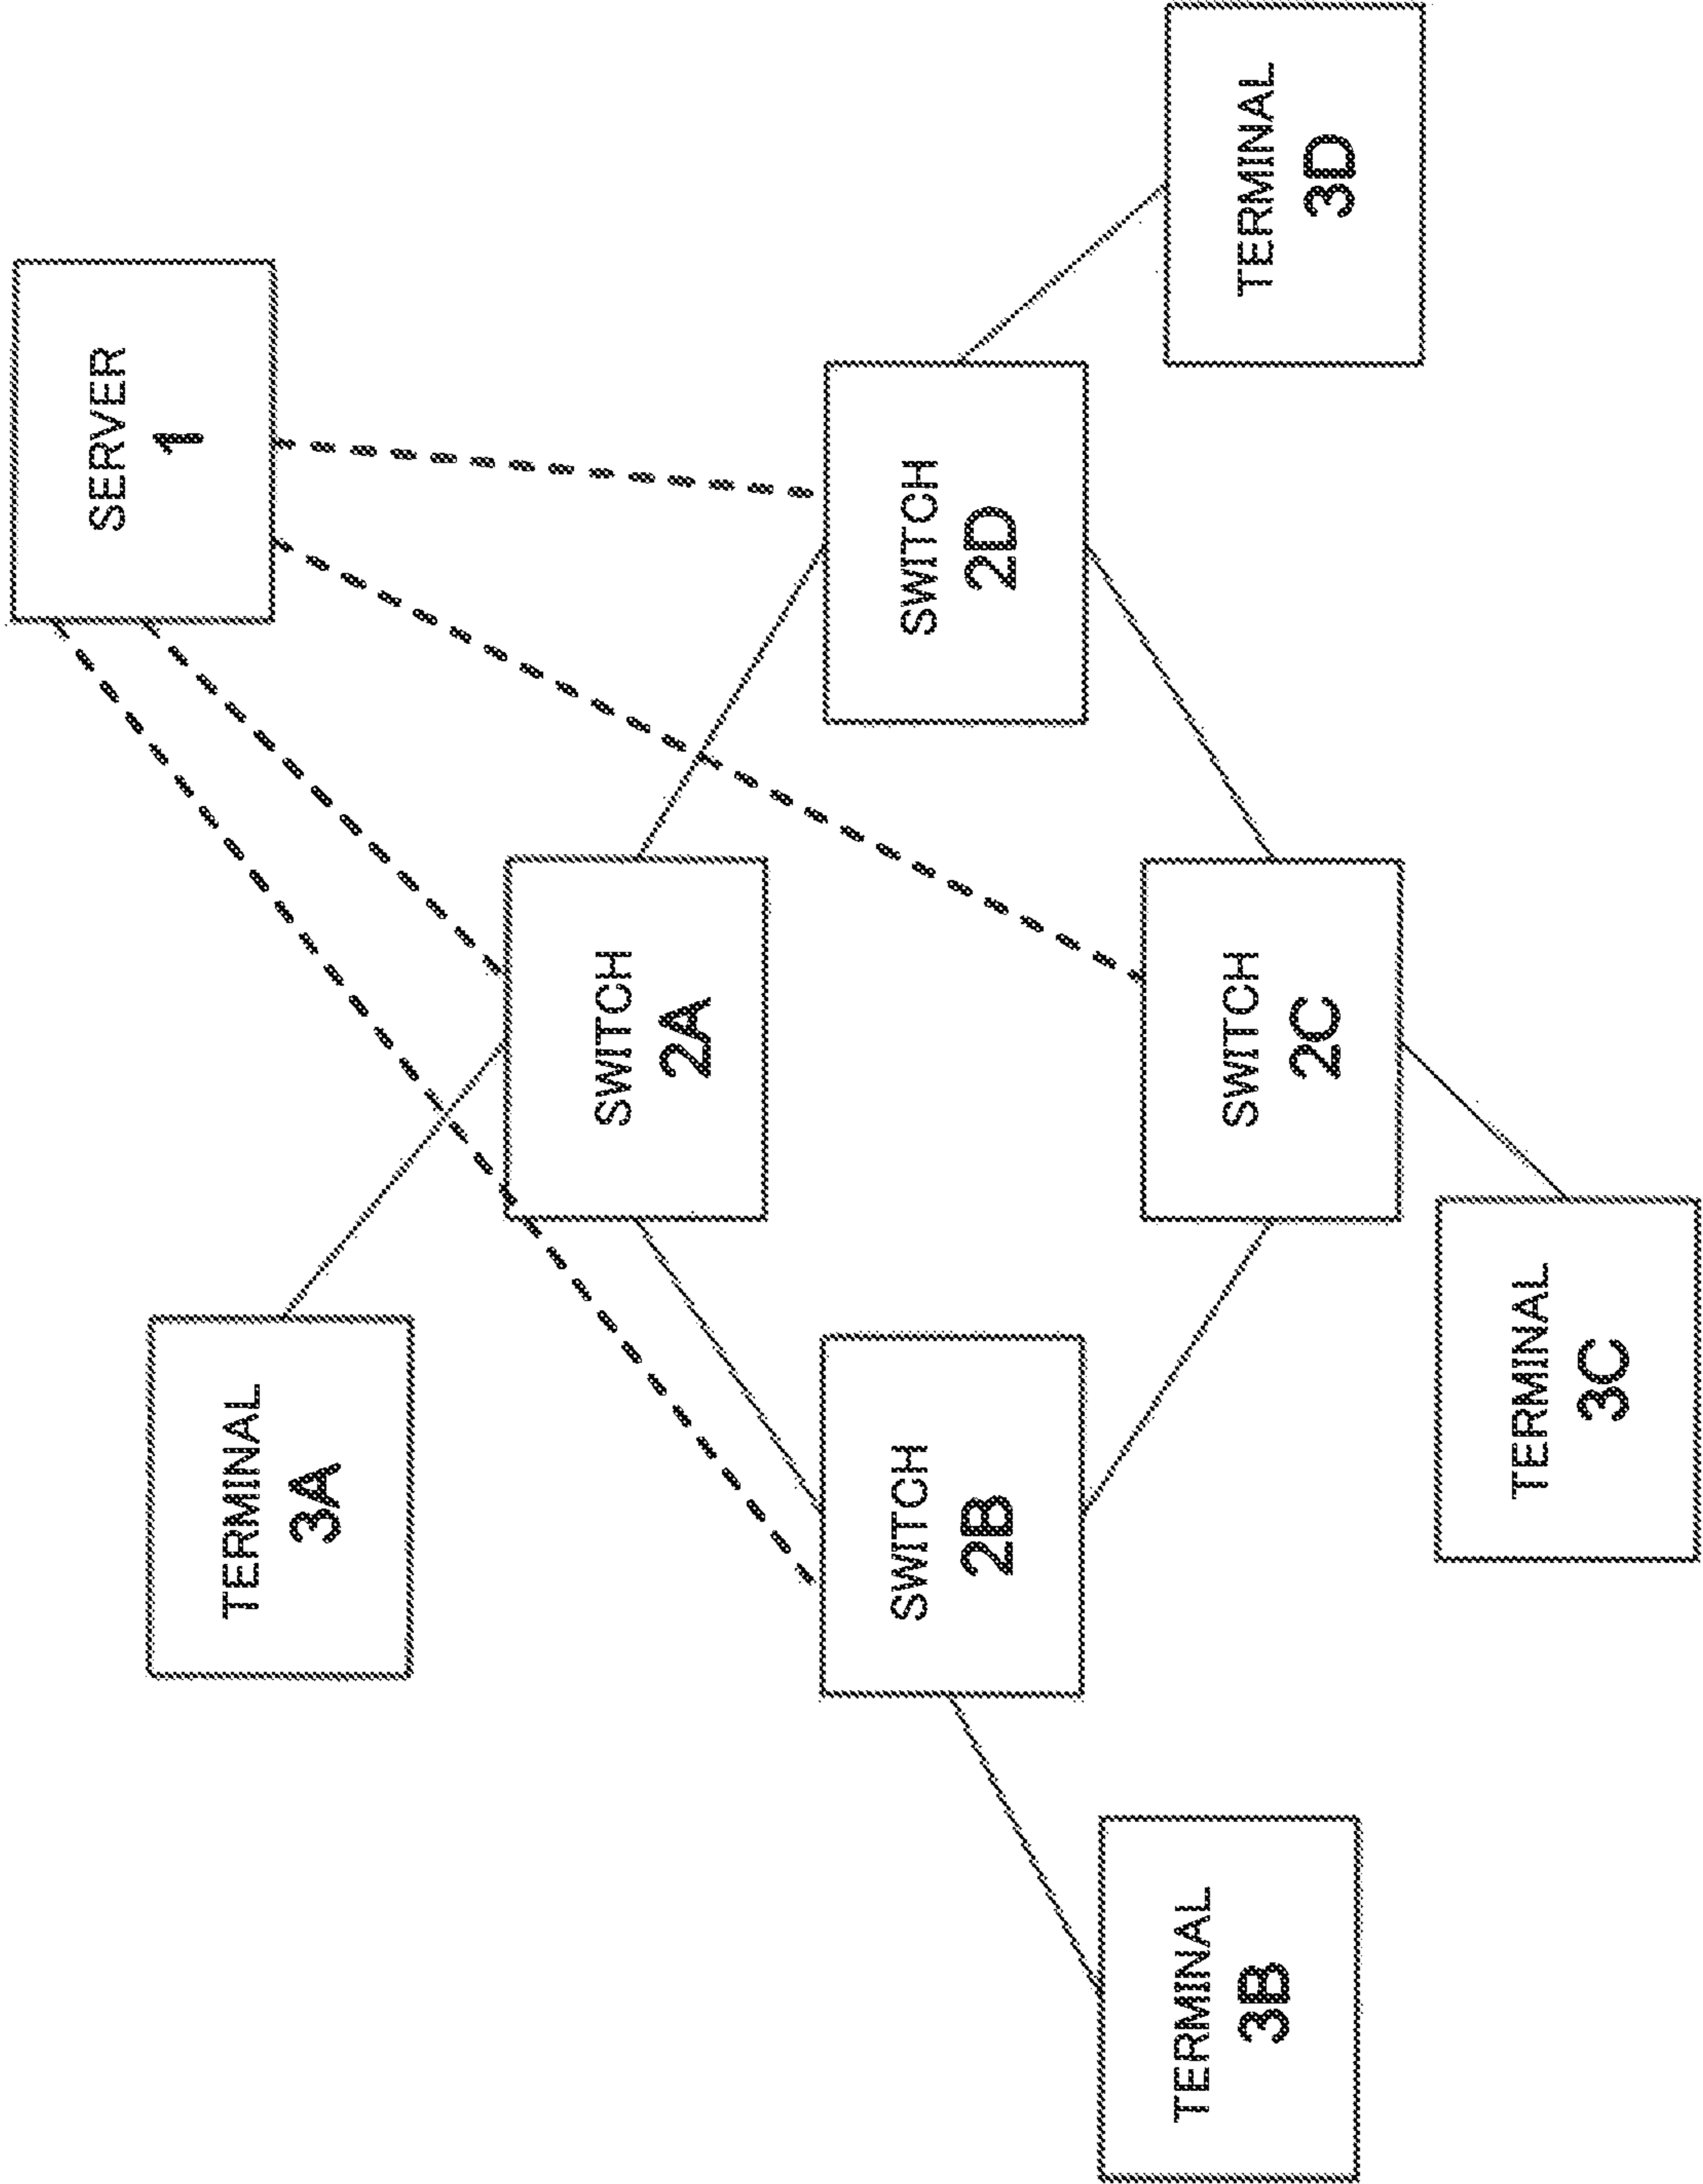 SERVER
1
TERMINAL
3A
SWITCH
2A
SWITCH
2B
SWITCH
2D
TERMINAL
3B
SWITCH
2C
TERMINAL
3D
TERMINAL
3C